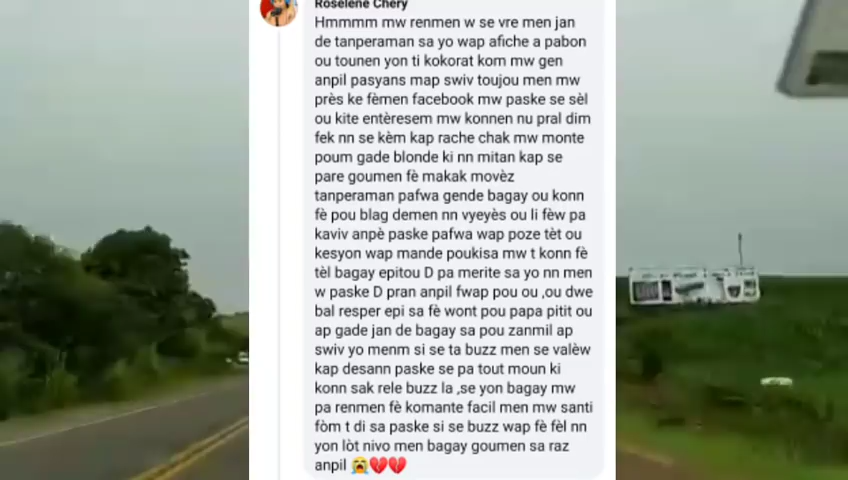 Roselène Chery
Hmmmm mw renmen w se vre men jan
de tanperaman sa yo wap afiche a pabon
ou tounen yon ti kokorat kom mw gen
anpil pasyans map swiv toujou men mw
près ke fèmen facebook mw paske se sèl
ou kite entèresem mw konnen nu pral dim
fek nn se kèm kap rache chak mw monte
poum gade blonde ki nn mitan kap se
pare goumen fè makak movèz
tanperaman pafwa gende bagay ou konn
fè pou blag demen nn vyeyès ou li fèw pa
kaviv anpè paske pafwa wap poze tèt ou
kesyon wap mande poukisa mw t konn fè
tèl bagay epitou D pa merite sa yo nn men
w paske D pran anpil fwap pou ou ,ou dwe
bal resper epi sa fè wont pou papa pitit ou
ap gade jan de bagay sa pou zanmil ap
swiv yo menm si se ta buzz men se valèw
kap desann paske se pa tout moun ki
konn sak rele buzz la ,se yon bagay mw
pa renmen fè komante facil men mw santi
fòm t di sa paske si se buzz wap fè fèl nn
yon lòt nivo men bagay goumen sa raz
anpil 😭💔💔